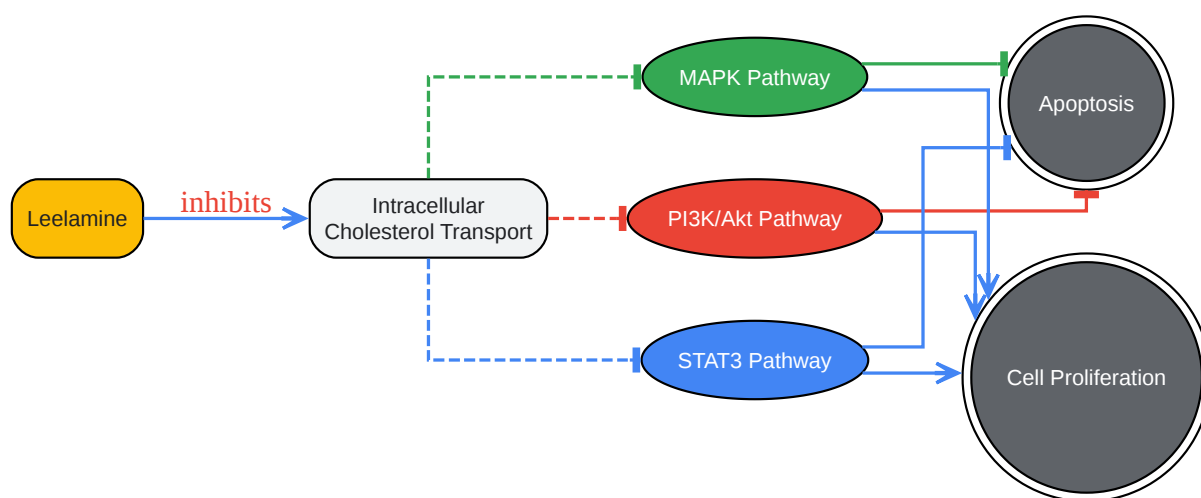 Leelamine
inhibits
Intracellular
Cholesterol Transport
MAPK Pathway
PI3K/Akt Pathway
STAT3 Pathway
Apoptosis
Cell Proliferation